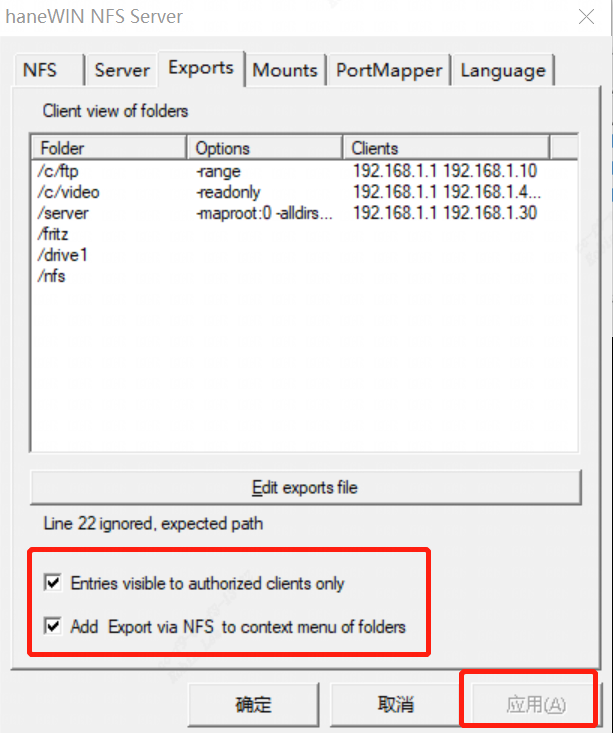 haneWIN NFS Server
NFS Server Exports Mounts PortMapper Language
Client view of folders
Folder Options Clients
/c/ftp -range 192.168.1.1 192.168.1.10
/c/video -readonly 192.168.1.1 192.168.1.4...
/server -maproot:0 -alldirs... 192.168.1.1 192.168.1.30
/fritz
/drive1
/nfs
Edit exports file
Line 22 ignored, expected path
Entries visible to authorized clients only
Add Export via NFS to context menu of folders
确定 取消 应用(A)